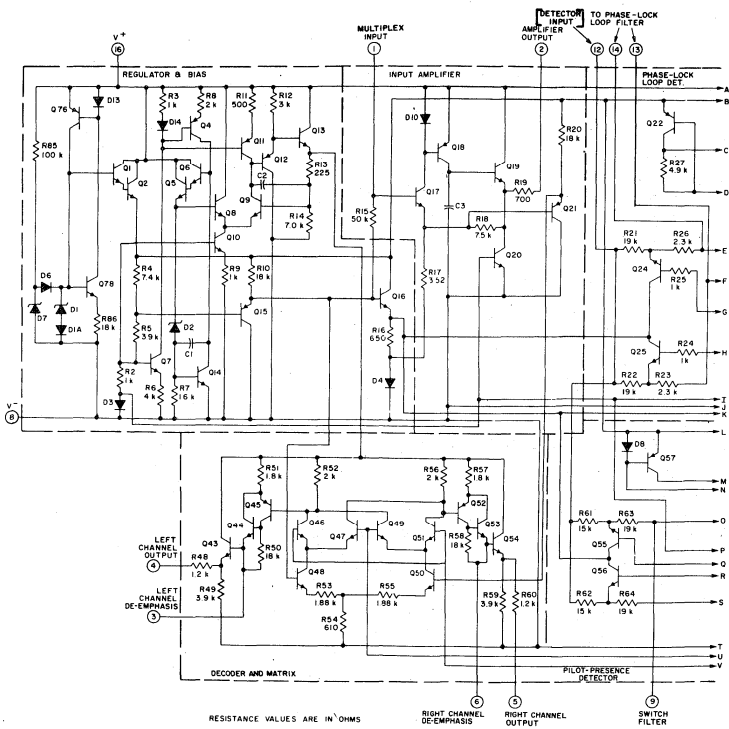 DETECTOR INPUT
TO PHASE-LOCK
LOOP FILTER
V+
16
MULTIPLEX
INPUT
1
AMPLIFIER
OUTPUT
2
12
14
13
REGULATOR & BIAS
INPUT AMPLIFIER
PHASE-LOCK
LOOP DET.
Q76
D13
R3
1 k
R8
2 k
D14
Q4
R11
500
R12
3 k
Q13
R85
100 k
Q11
Q12
R13
225
Q1
Q2
Q6
Q5
C2
Q9
Q8
R14
7.0 k
Q10
D6
D7
D1
D1A
Q78
R86
18 k
R4
7.4 k
R9
1 k
R10
18 k
R5
3.9 k
D2
C1
Q15
R2
1 k
Q7
R6
4 k
R7
16 k
Q14
D3
V-
8
D10
Q18
Q19
R19
700
R20
18 k
Q17
R15
50 k
C3
R18
7.5 k
Q21
Q20
R17
3.52
Q16
R16
650
D4
Q22
R27
4.9 k
R21
19 k
R26
2.3 k
Q24
R25
1 k
Q25
R24
1 k
R22
19 k
R23
2.3 k
A
B
C
D
E
F
G
H
I
J
K
L
M
N
O
P
Q
R
S
T
U
V
D8
Q57
R61
15 k
R63
19 k
Q55
Q56
R62
15 k
R64
19 k
R51
1.8 k
R52
2 k
Q45
Q44
Q43
R50
18 k
Q46
Q47
Q49
Q51
R56
2 k
R57
1.8 k
Q52
R58
18 k
Q53
Q54
LEFT
CHANNEL
OUTPUT
4
R48
1.2 k
R49
3.9 k
LEFT
CHANNEL
DE-EMPHASIS
3
Q48
R53
1.88 k
R55
1.88 k
Q50
R54
610
R59
3.9 k
R60
1.2 k
DECODER AND MATRIX
PILOT-PRESENCE
DETECTOR
6
5
9
RIGHT CHANNEL
DE-EMPHASIS
RIGHT CHANNEL
OUTPUT
SWITCH
FILTER
RESISTANCE VALUES ARE IN OHMS